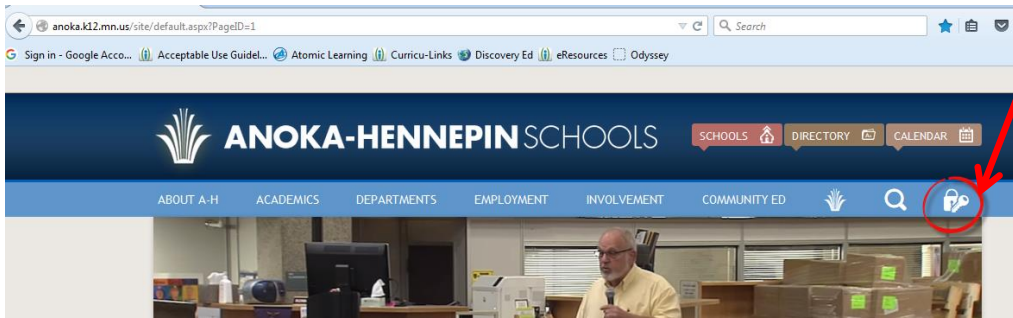 anoka.k12.mn.us/site/default.aspx?PageID=1
Search
Sign in - Google Acco... Acceptable Use Guidel... Atomic Learning Curricu-Links Discovery Ed eResources Odyssey
ANOKA-HENNEPIN SCHOOLS
SCHOOLS DIRECTORY CALENDAR
ABOUT A-H ACADEMICS DEPARTMENTS EMPLOYMENT INVOLVEMENT COMMUNITY ED